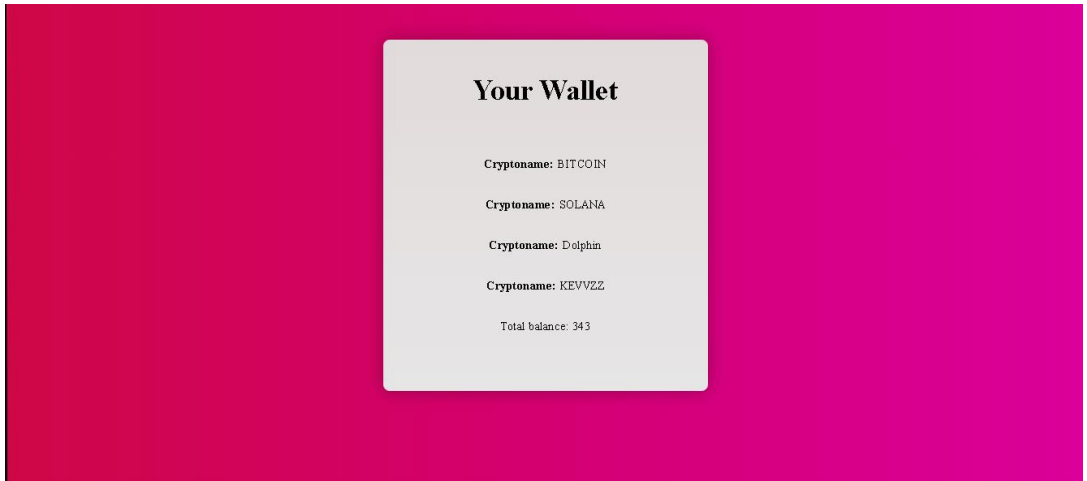 Your Wallet
Cryptoname: BITCOIN
Cryptoname: SOLANA
Cryptoname: Dolphin
Cryptoname: KEVVZZ
Total balance: 343